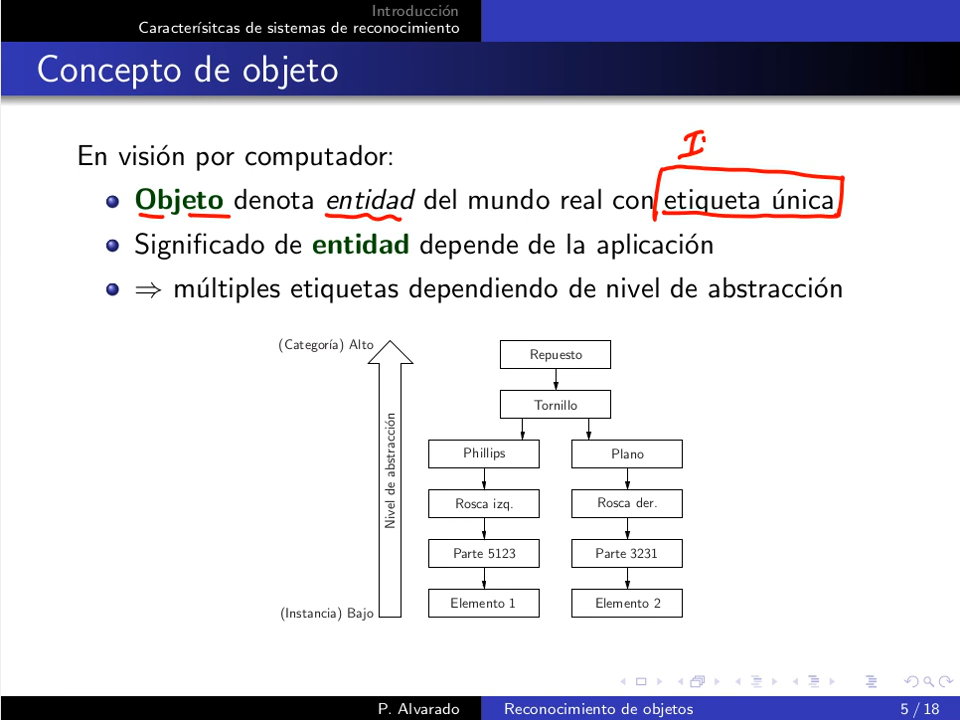 Introducción
Caracterísitcas de sistemas de reconocimiento
Concepto de objeto
En visión por computador:
Objeto denota entidad del mundo real con etiqueta única
Significado de entidad depende de la aplicación
⇒ múltiples etiquetas dependiendo de nivel de abstracción
(Categoría) Alto
Nivel de abstracción
(Instancia) Bajo
Repuesto
Tornillo
Phillips
Plano
Rosca izq.
Rosca der.
Parte 5123
Parte 3231
Elemento 1
Elemento 2
P. Alvarado
Reconocimiento de objetos
5 / 18